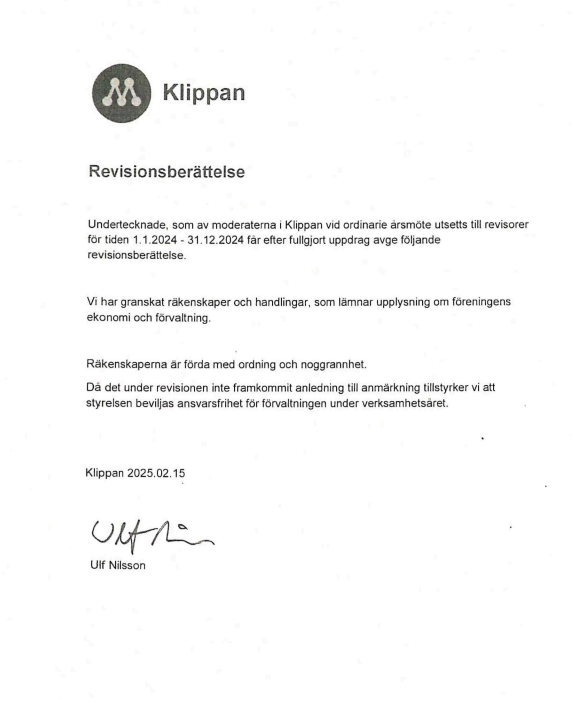 M Klippan
Revisionsberättelse
Undertecknade, som av moderaterna i Klippan vid ordinarie årsmöte utsetts till revisorer
för tiden 1.1.2024 - 31.12.2024 får efter fullgjort uppdrag avge följande
revisionsberättelse.
Vi har granskat räkenskaper och handlingar, som lämnar upplysning om föreningens
ekonomi och förvaltning.
Räkenskaperna är förda med ordning och noggrannhet.
Då det under revisionen inte framkommit anledning till anmärkning tillstyrker vi att
styrelsen beviljas ansvarsfrihet för förvaltningen under verksamhetsåret.
Klippan 2025.02.15
Ulf Nilsson